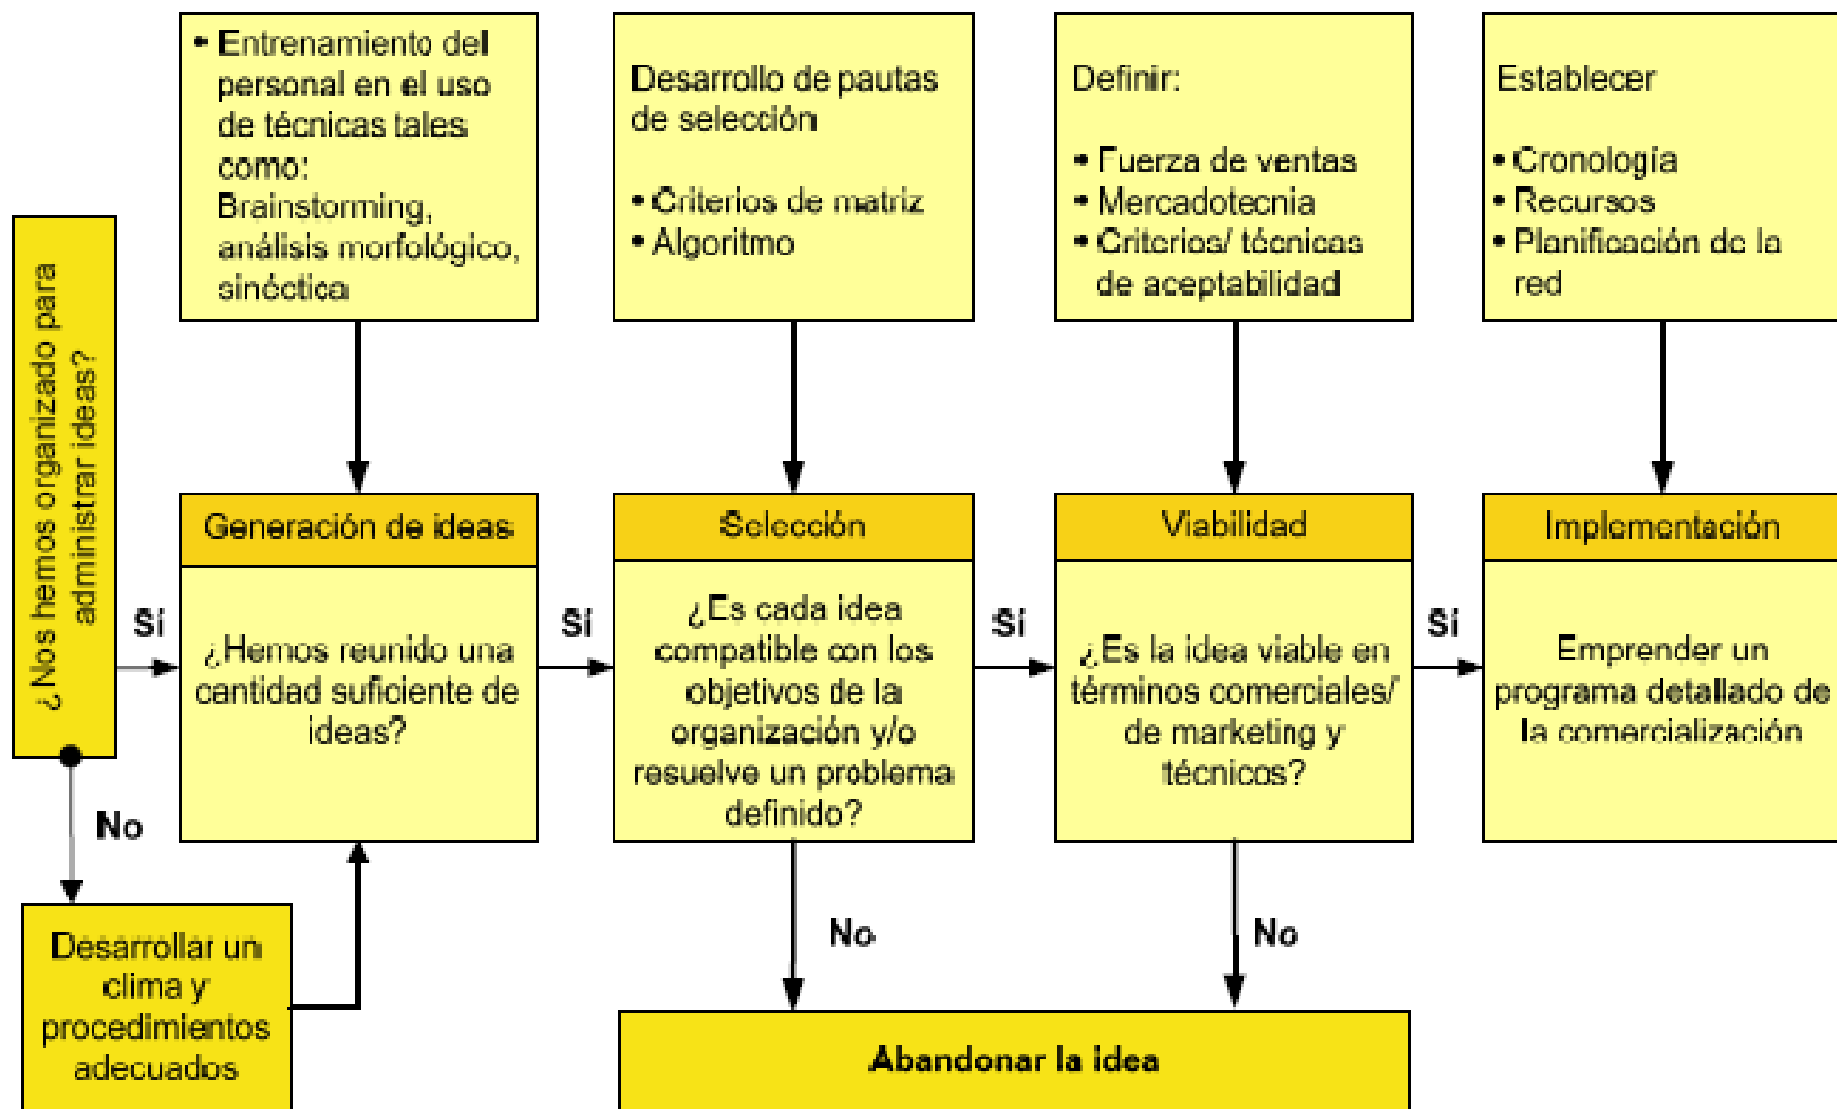 • Entrenamiento del
personal en el uso
de técnicas tales
como:
Brainstorming,
análisis morfológico,
sinéctica
Desarrollo de pautas
de selección
• Criterios de matriz
• Algoritmo
Definir:
• Fuerza de ventas
• Mercadotecnia
• Criterios/ técnicas
de aceptabilidad
Establecer
• Cronología
• Recursos
• Planificación de la
red
¿Nos hemos organizado para
administrar ideas?
Sí
No
Desarrollar un
clima y
procedimientos
adecuados
Generación de ideas
¿Hemos reunido una
cantidad suficiente de
ideas?
Sí
Selección
¿Es cada idea
compatible con los
objetivos de la
organización y/o
resuelve un problema
definido?
Sí
No
Viabilidad
¿Es la idea viable en
términos comerciales/
de marketing y
técnicos?
Sí
No
Implementación
Emprender un
programa detallado de
la comercialización
Abandonar la idea